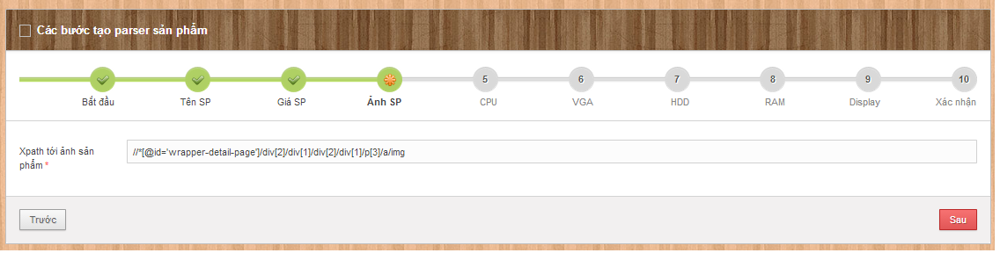 Các bước tạo parser sản phẩm
5 6 7 8 9 10
Bắt đầu Tên SP Giá SP Ảnh SP CPU VGA HDD RAM Display Xác nhận
Xpath tới ảnh sản
phẩm *
//*[@id='wrapper-detail-page']/div[2]/div[1]/div[2]/div[1]/p[3]/a/img
Trước Sau